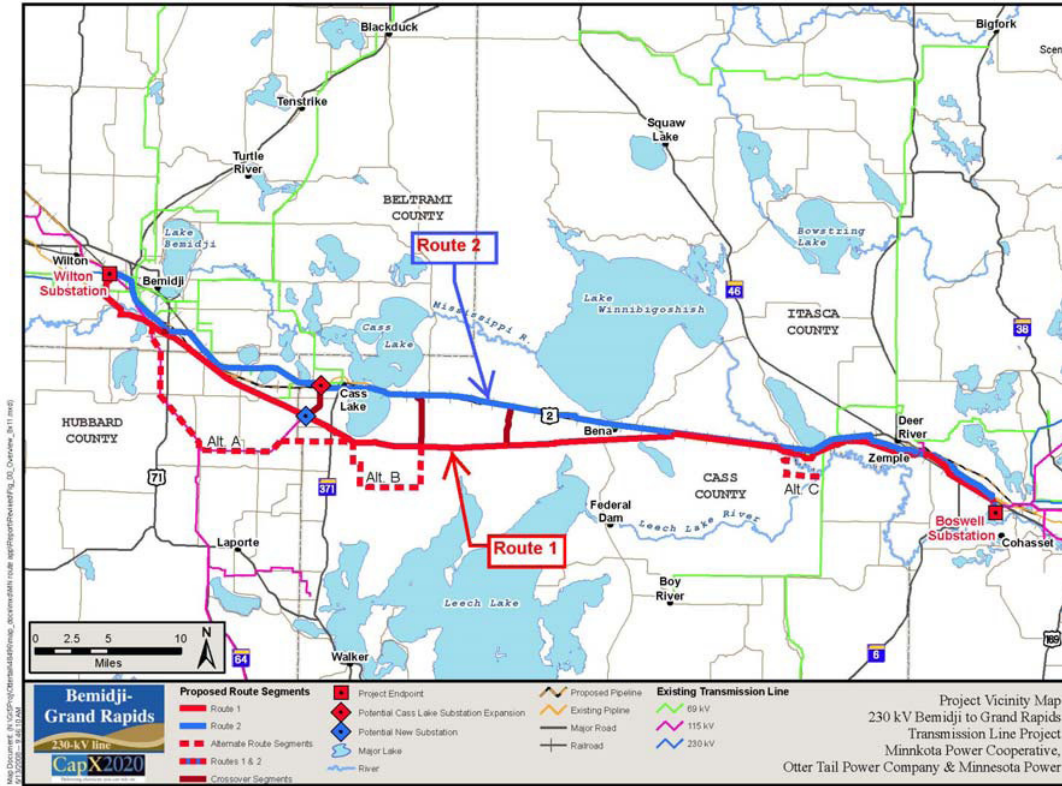 Blackduck
Bigfork
Scen
Tenstrike
Squaw
Lake
Turtle
River
BELTRAMI
COUNTY
Lake
Bemidji
Bowstring
Lake
Route 2
Wilton
Wilton
Substation
Bemidji
Lake
Winnibigoshish
46
Mississippi R.
ITASCA
COUNTY
38
Cass
Lake
Cass
Lake
2
HUBBARD
COUNTY
Deer
River
Bena
Alt. A
Zemple
71
Alt. B
CASS
COUNTY
Alt. C
371
Federal
Dam
Leech Lake River
Boswell
Substation
Cohasset
Laporte
Route 1
Boy
River
Leech Lake
0 2.5 5 10
Miles
N
64
Walker
6
169
Bemidji-
Grand Rapids
230-kV line
CapX2020
Proposed Route Segments
Route 1
Route 2
Alternate Route Segments
Routes 1 & 2
Crossover Segments
Project Endpoint
Potential Cass Lake Substation Expansion
Potential New Substation
Major Lake
River
Proposed Pipeline
Existing Pipline
Major Road
Railroad
Existing Transmission Line
69 kV
115 kV
230 kV
Project Vicinity Map
230 kV Bemidji to Grand Rapids
Transmission Line Project
Minnkota Power Cooperative,
Otter Tail Power Company & Minnesota Power